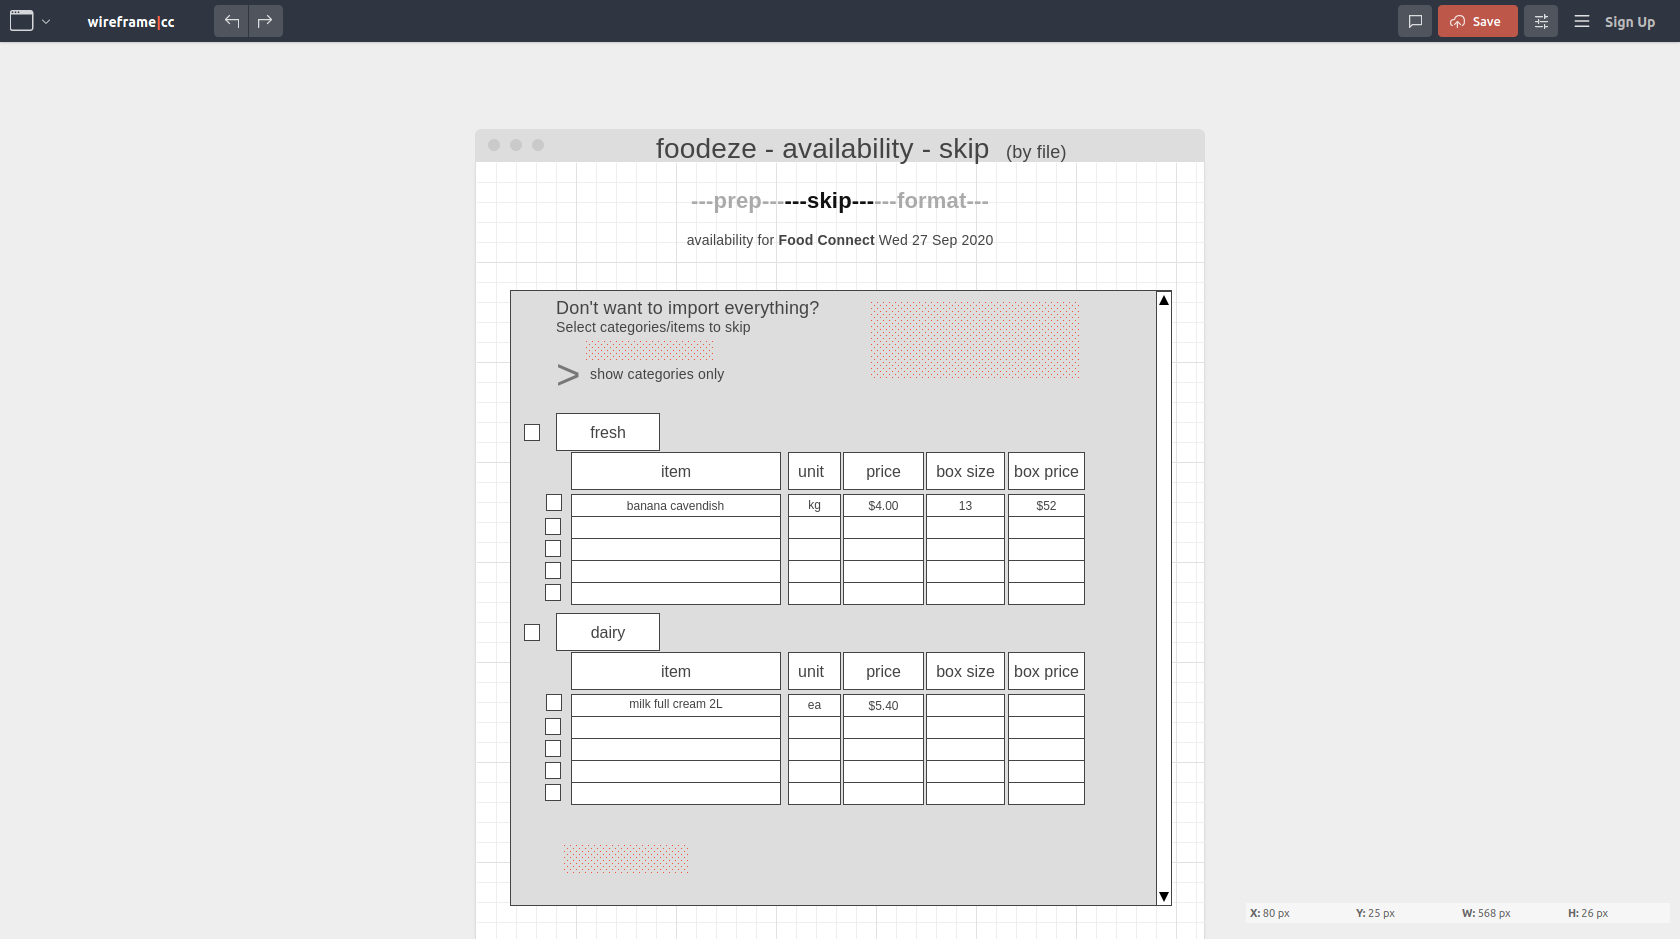 wireframe|cc
Save
Sign Up
foodeze - availability - skip (by file)
---prep------skip------format---
availability for Food Connect Wed 27 Sep 2020
Don't want to import everything?
Select categories/items to skip
> show categories only
fresh
item unit price box size box price
banana cavendish kg $4.00 13 $52
dairy
item unit price box size box price
milk full cream 2L ea $5.40
X: 80 px Y: 25 px W: 568 px H: 26 px